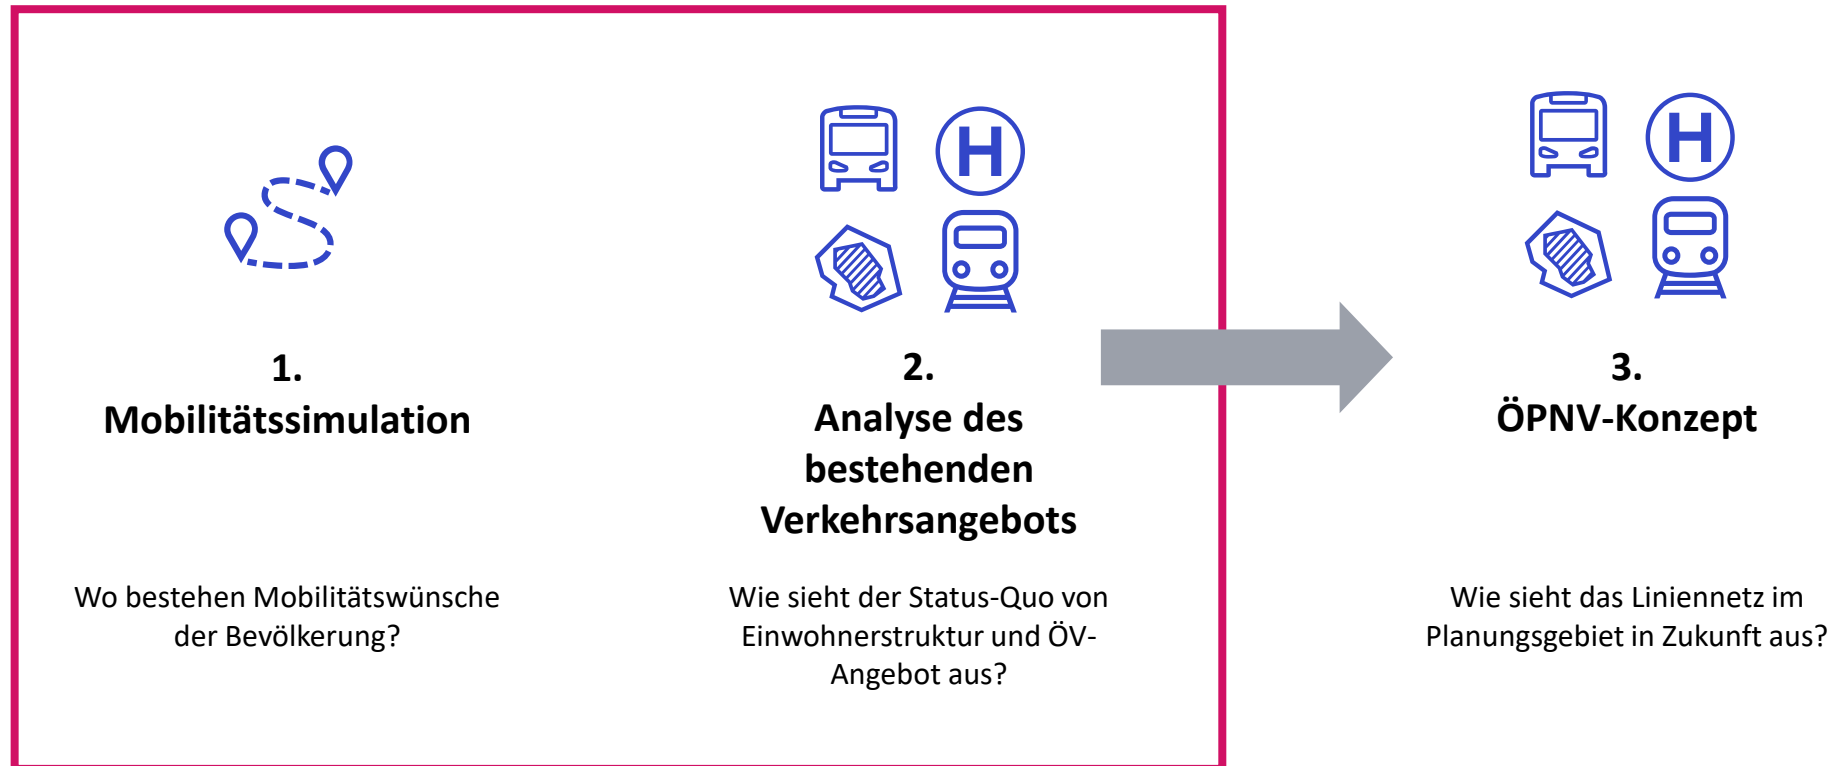 H
H
1.
Mobilitätssimulation
Wo bestehen Mobilitätswünsche
der Bevölkerung?
2.
Analyse des
bestehenden
Verkehrsangebots
Wie sieht der Status-Quo von
Einwohnerstruktur und ÖV-
Angebot aus?
3.
ÖPNV-Konzept
Wie sieht das Liniennetz im
Planungsgebiet in Zukunft aus?